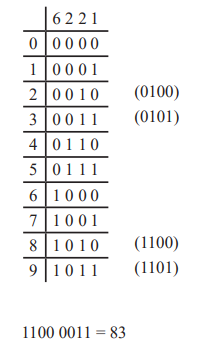 6 2 2 1
0 0 0 0 0
1 0 0 0 1
2 0 0 1 0 (0100)
3 0 0 1 1 (0101)
4 0 1 1 0
5 0 1 1 1
6 1 0 0 0
7 1 0 0 1
8 1 0 1 0 (1100)
9 1 0 1 1 (1101)
1100 0011 = 83